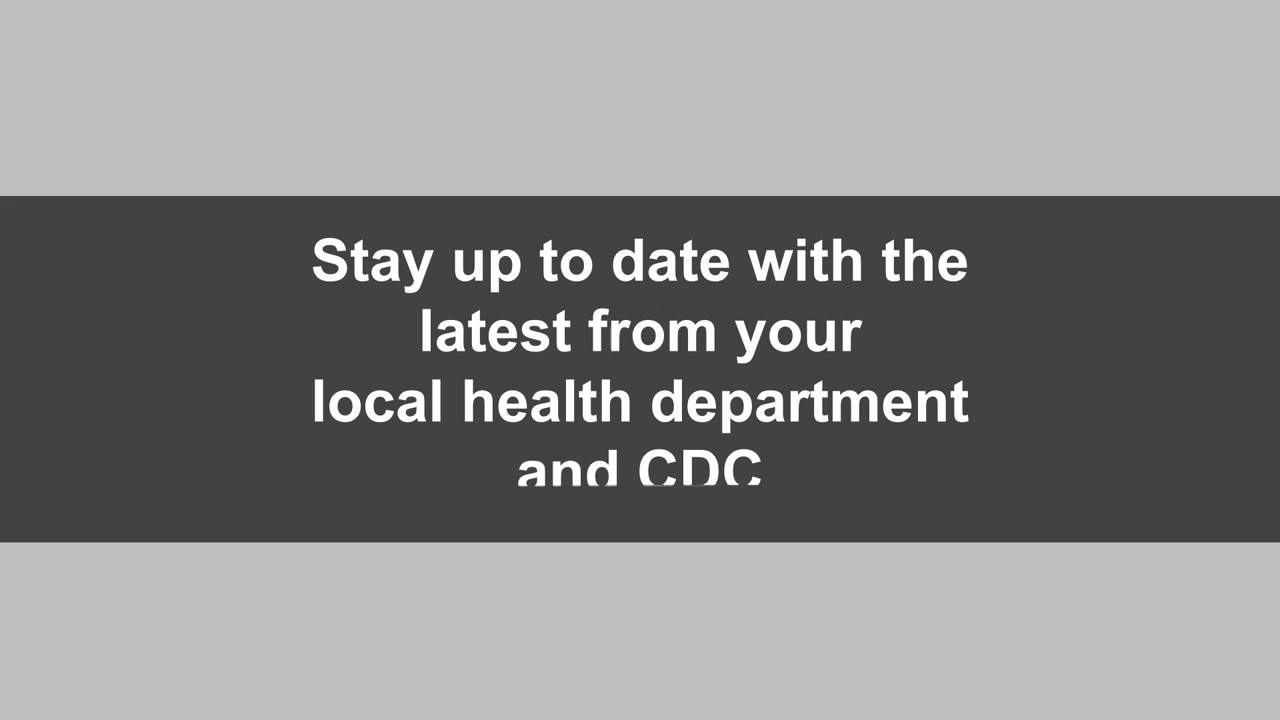 Stay up to date with the
latest from your
local health department
and CDC